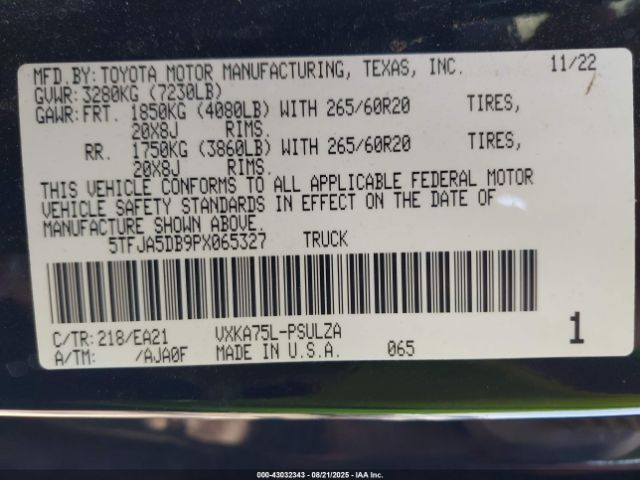 MFD.BY: TOYOTA MOTOR MANUFACTURING, TEXAS, INC. 11/22
GVWR: 3280KG (7230LB)
GAWR: FRT. 1850KG (4080LB) WITH 265/60R20 TIRES,
20X8J RIMS.
RR. 1750KG (3860LB) WITH 265/60R20 TIRES,
20X8J RIMS.
THIS VEHICLE CONFORMS TO ALL APPLICABLE FEDERAL MOTOR
VEHICLE SAFETY STANDARDS IN EFFECT ON THE DATE OF
MANUFACTURE SHOWN ABOVE.
5TFJA5DB9PX065327 TRUCK
C/TR: 218/EA21 VXKA75L-PSULZA
A/TM: /AJA0F MADE IN U.S.A. 065
1
000-43032343 - 08/21/2025 - IAA Inc.